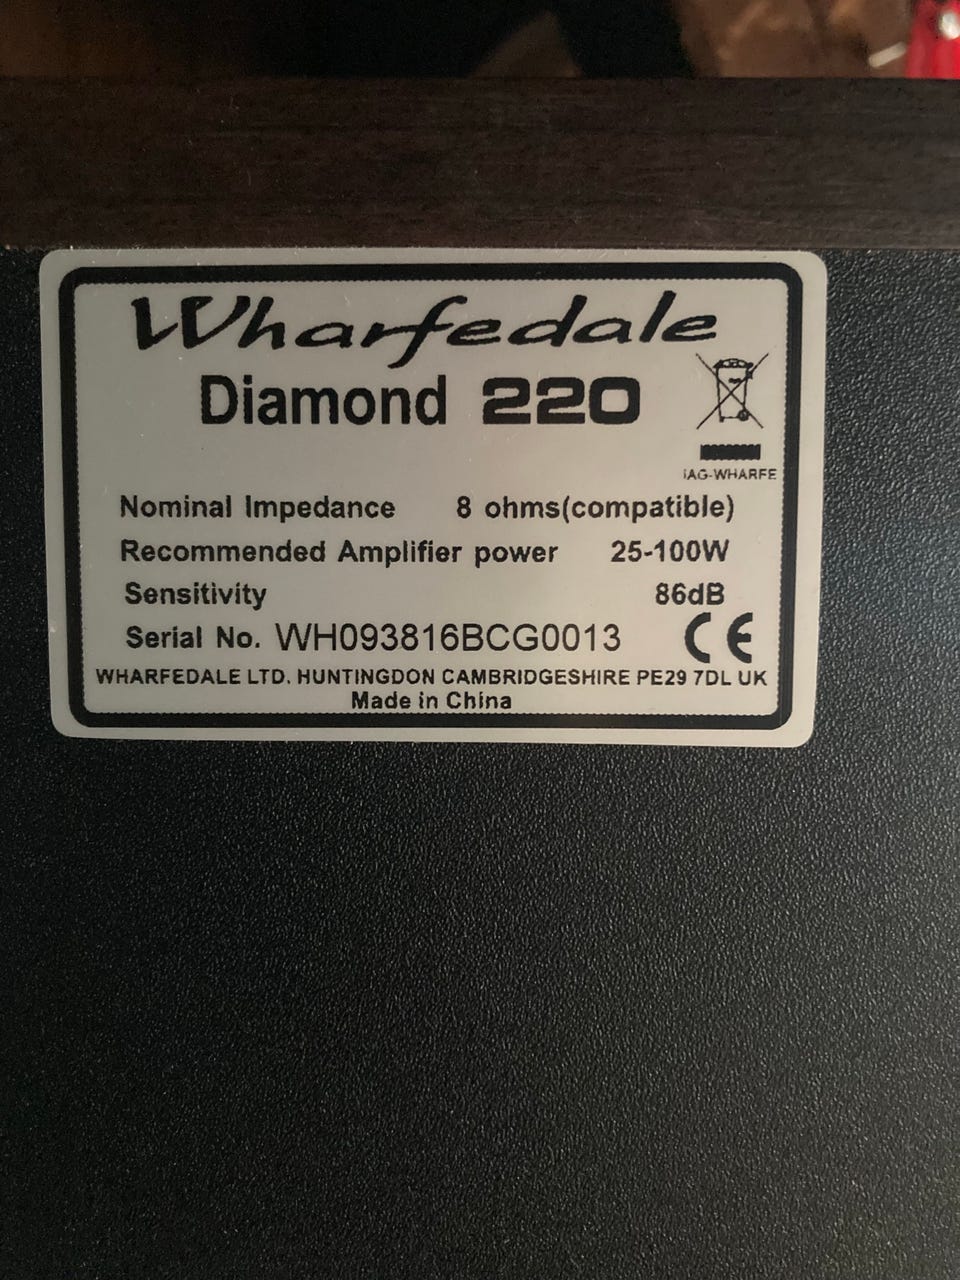 Wharfedale
Diamond 220
IAG-WHARFE
Nominal Impedance 8 ohms(compatible)
Recommended Amplifier power 25-100W
Sensitivity 86dB
Serial No. WH093816BCG0013 CE
WHARFEDALE LTD. HUNTINGDON CAMBRIDGESHIRE PE29 7DL UK
Made in China